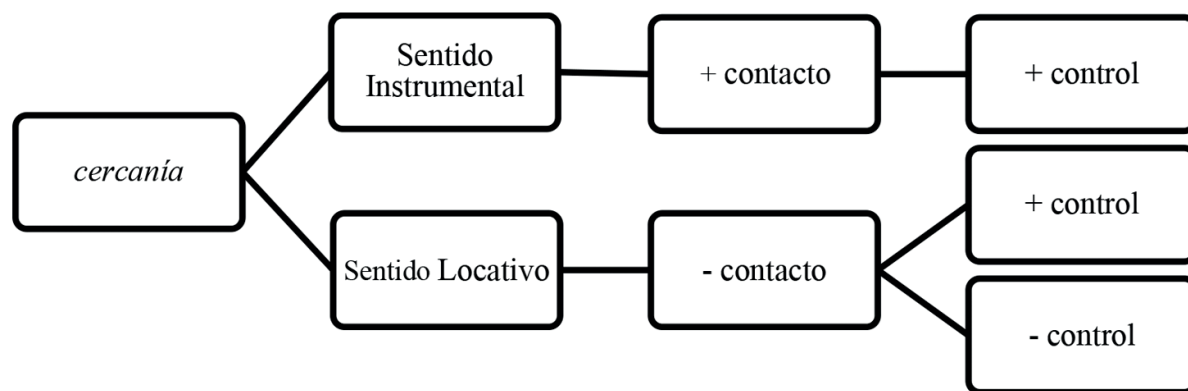 cercanía
Sentido
Instrumental
+ contacto
+ control
Sentido Locativo
- contacto
+ control
- control